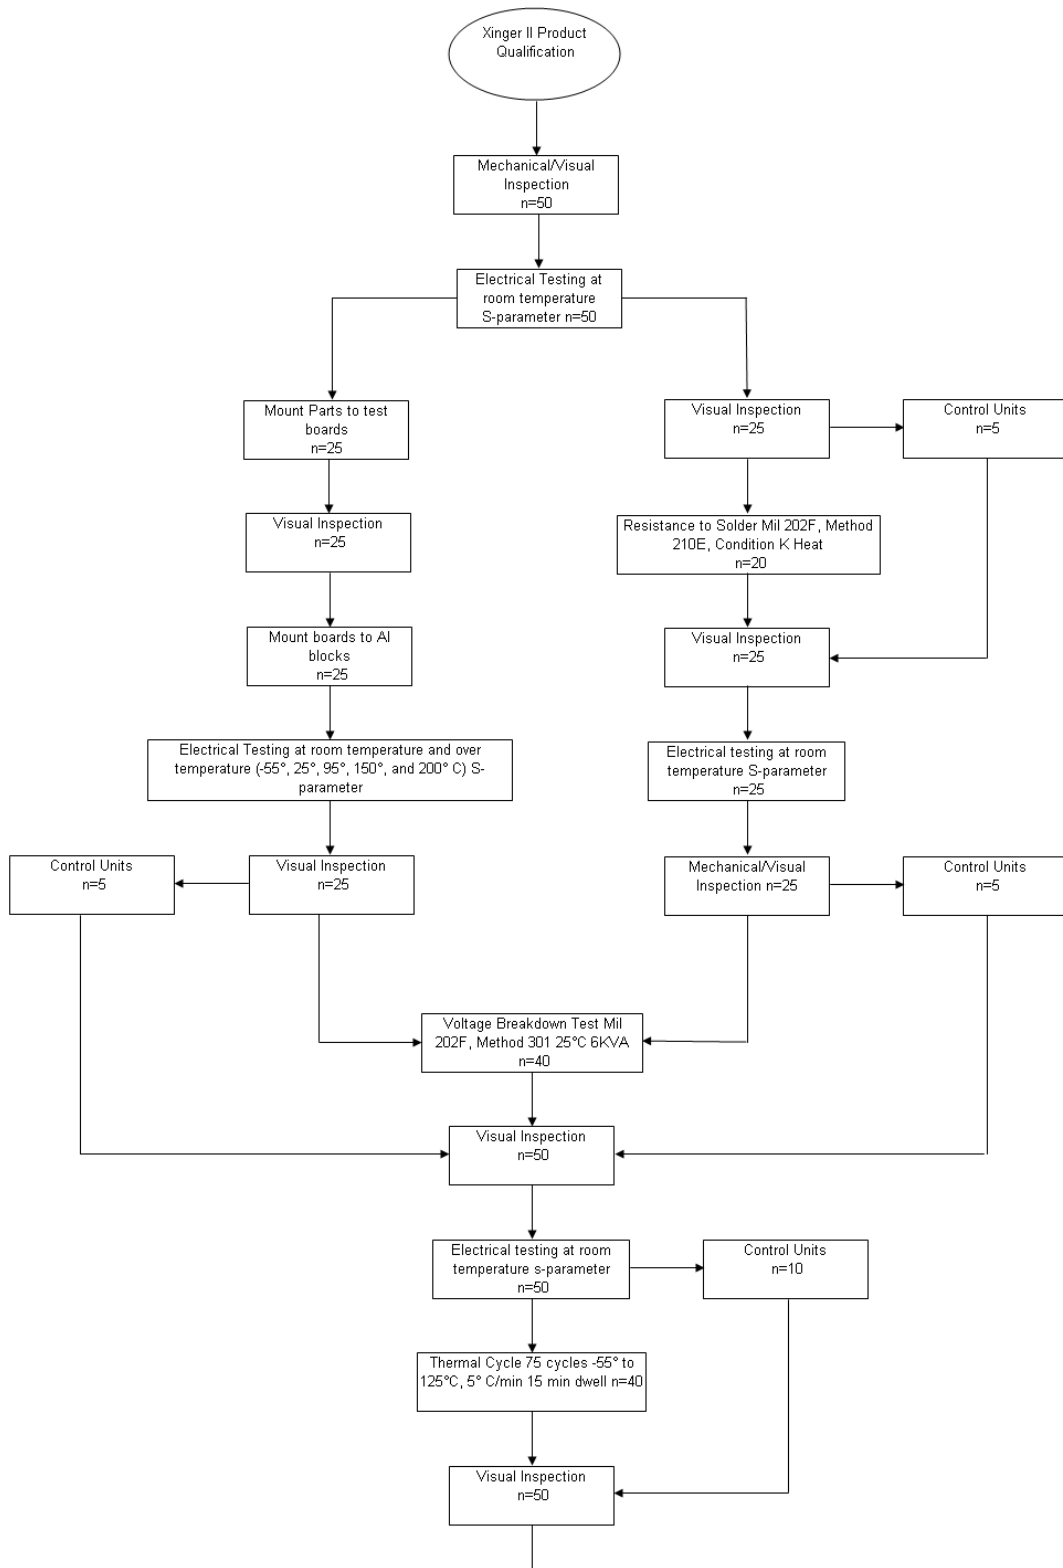 Xinger II Product
Qualification
Mechanical/Visual
Inspection
n=50
Electrical Testing at
room temperature
S-parameter n=50
Mount Parts to test
boards
n=25
Visual Inspection
n=25
Control Units
n=5
Visual Inspection
n=25
Resistance to Solder Mil 202F, Method
210E, Condition K Heat
n=20
Mount boards to Al
blocks
n=25
Visual Inspection
n=25
Electrical Testing at room temperature and over
temperature (-55°, 25°, 95°, 150°, and 200° C) S-
parameter
Electrical testing at room
temperature S-parameter
n=25
Control Units
n=5
Visual Inspection
n=25
Mechanical/Visual
Inspection n=25
Control Units
n=5
Voltage Breakdown Test Mil
202F, Method 301 25°C 6KVA
n=40
Visual Inspection
n=50
Electrical testing at room
temperature s-parameter
n=50
Control Units
n=10
Thermal Cycle 75 cycles -55° to
125°C, 5° C/min 15 min dwell n=40
Visual Inspection
n=50